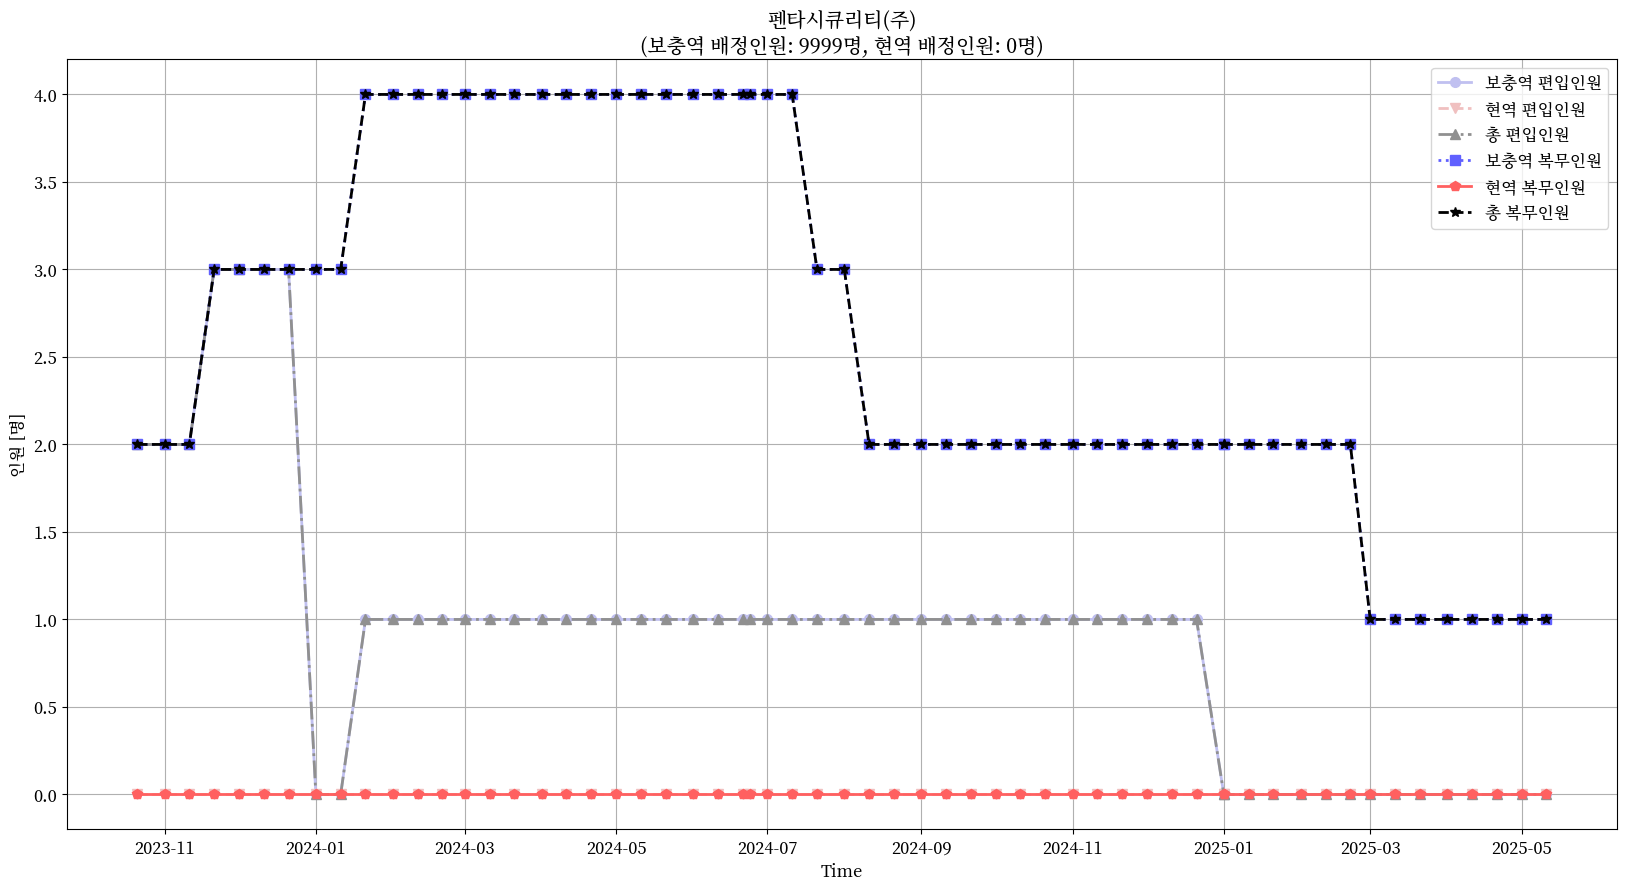 펜타시큐리티(주)
(보충역 배정인원: 9999명, 현역 배정인원: 0명)
보충역 편입인원
현역 편입인원
총 편입인원
보충역 복무인원
현역 복무인원
총 복무인원
인원 [명]
4.0
3.5
3.0
2.5
2.0
1.5
1.0
0.5
0.0
2023-11
2024-01
2024-03
2024-05
2024-07
2024-09
2024-11
2025-01
2025-03
2025-05
Time